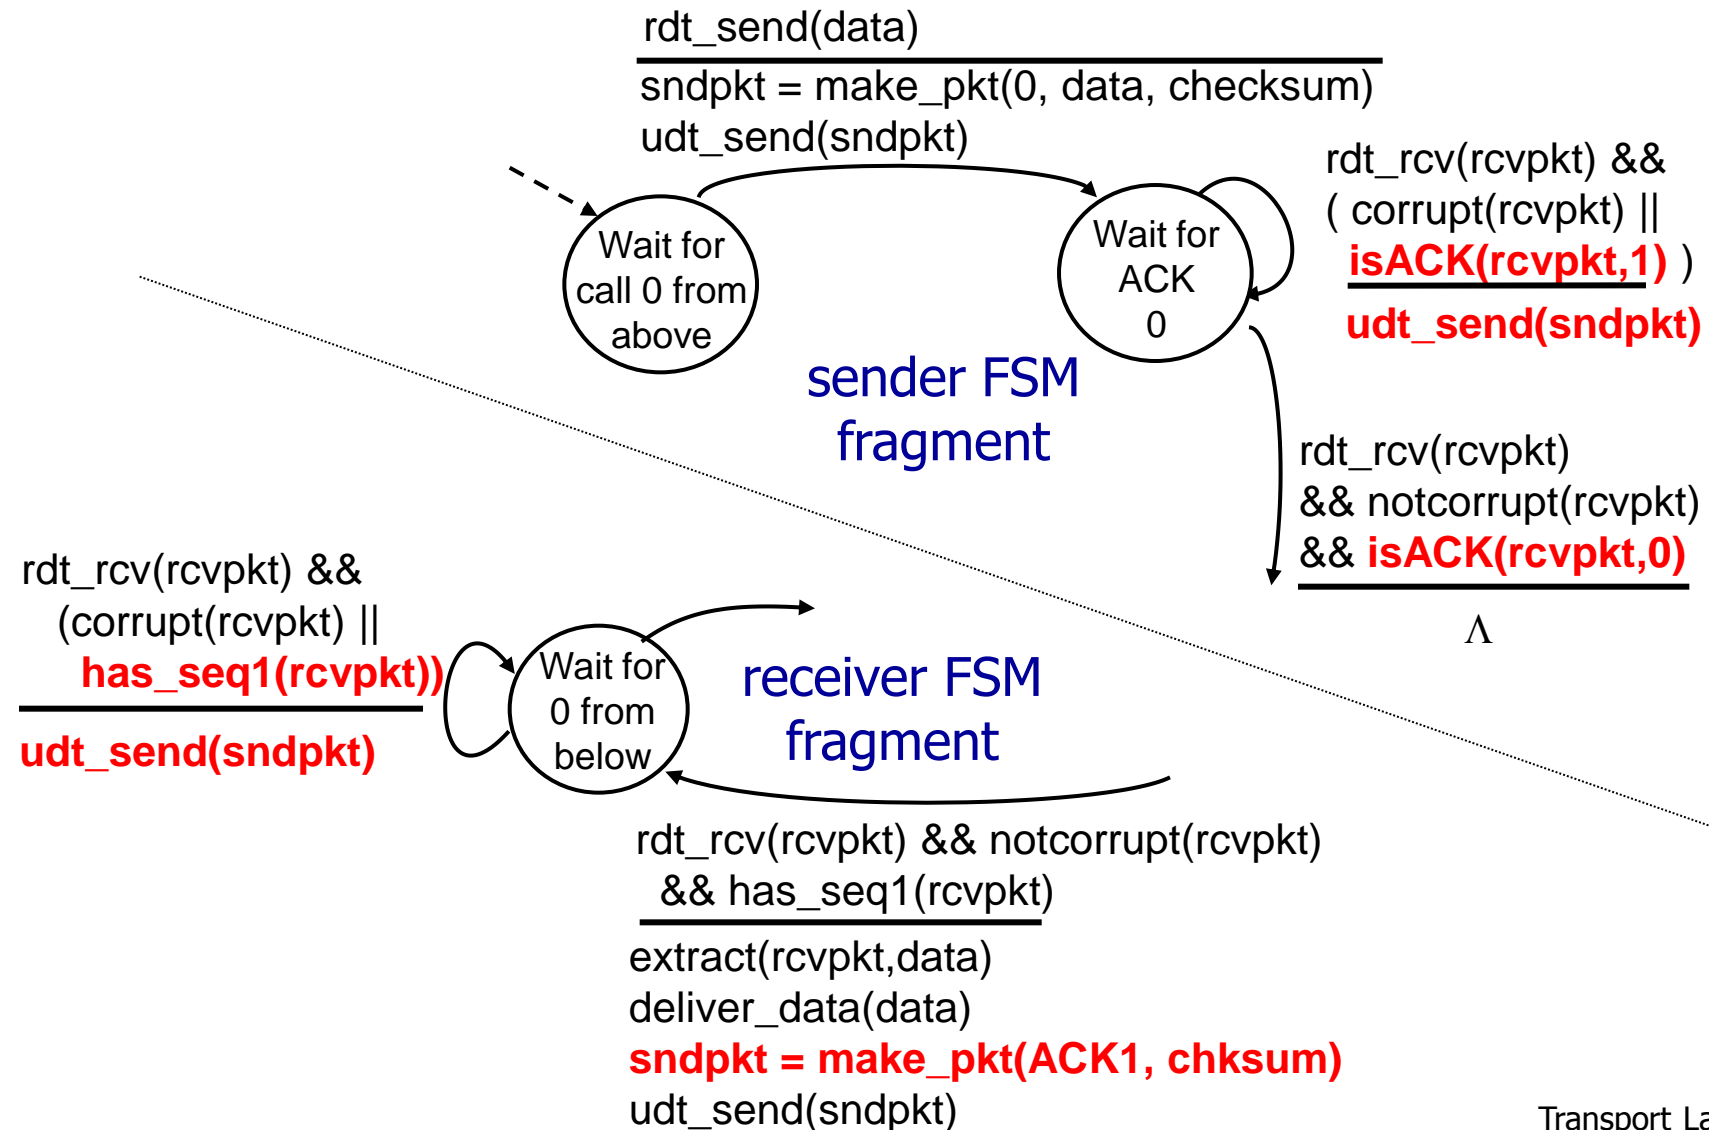 rdt_send(data)
sndpkt = make_pkt(0, data, checksum)
udt_send(sndpkt)
Wait for
call 0 from
above
Wait for
ACK
0
rdt_rcv(rcvpkt) &&
( corrupt(rcvpkt) ||
isACK(rcvpkt,1) )
udt_send(sndpkt)
sender FSM
fragment
rdt_rcv(rcvpkt)
&& notcorrupt(rcvpkt)
&& isACK(rcvpkt,0)
Λ
rdt_rcv(rcvpkt) &&
(corrupt(rcvpkt) ||
has_seq1(rcvpkt))
udt_send(sndpkt)
Wait for
0 from
below
receiver FSM
fragment
rdt_rcv(rcvpkt) && notcorrupt(rcvpkt)
&& has_seq1(rcvpkt)
extract(rcvpkt,data)
deliver_data(data)
sndpkt = make_pkt(ACK1, chksum)
udt_send(sndpkt)
Transport La